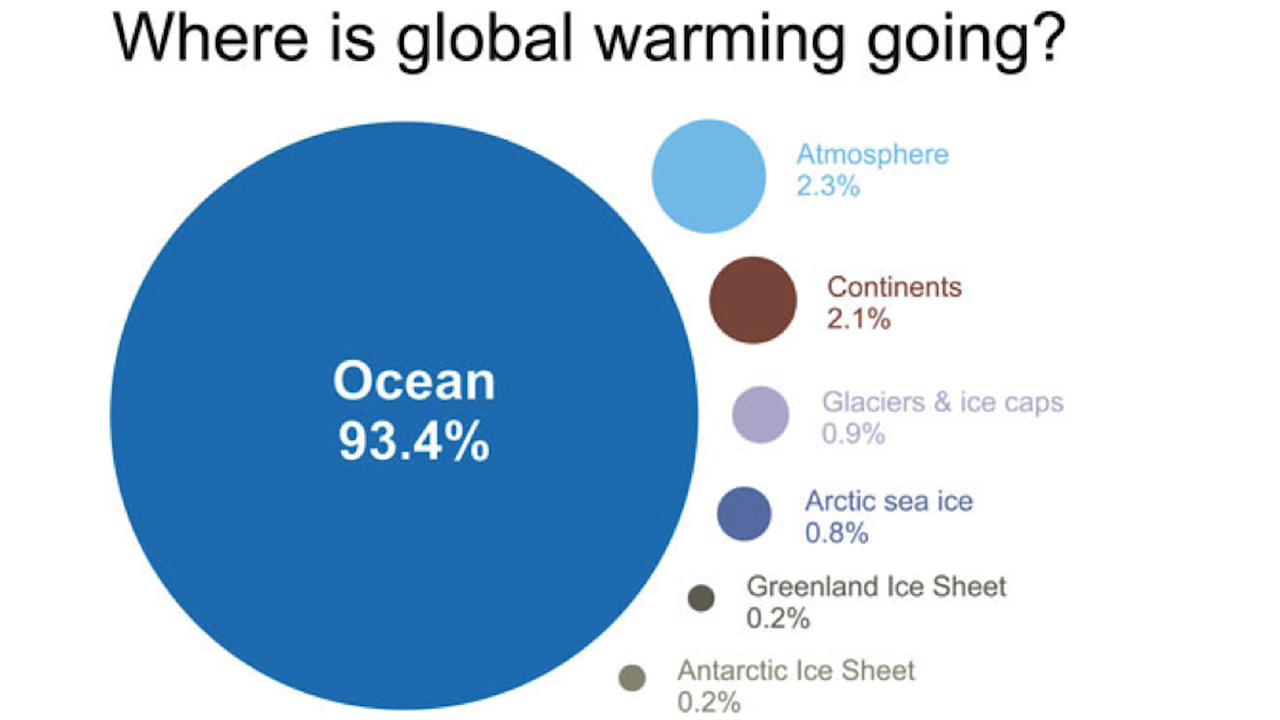 Where is global warming going?
Ocean
93.4%
Atmosphere
2.3%
Continents
2.1%
Glaciers & ice caps
0.9%
Arctic sea ice
0.8%
Greenland Ice Sheet
0.2%
Antarctic Ice Sheet
0.2%